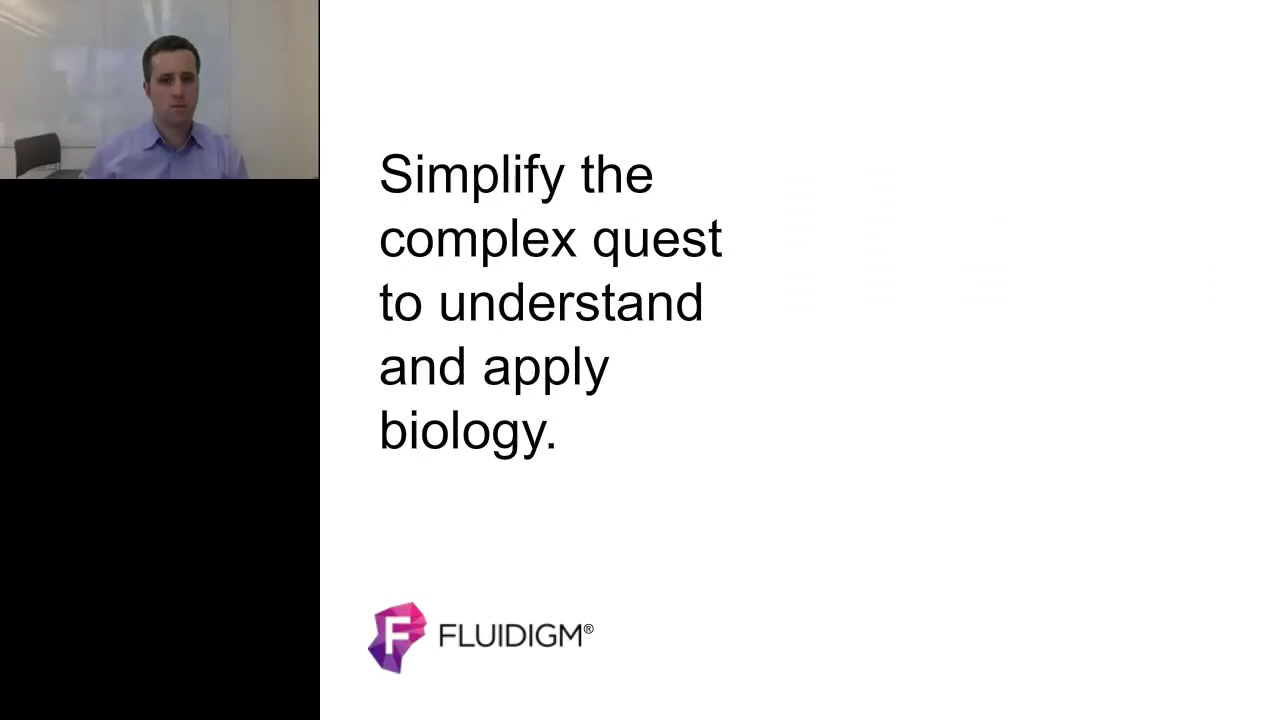 Simplify the
complex quest
to understand
and apply
biology.
F FLUIDIGM®